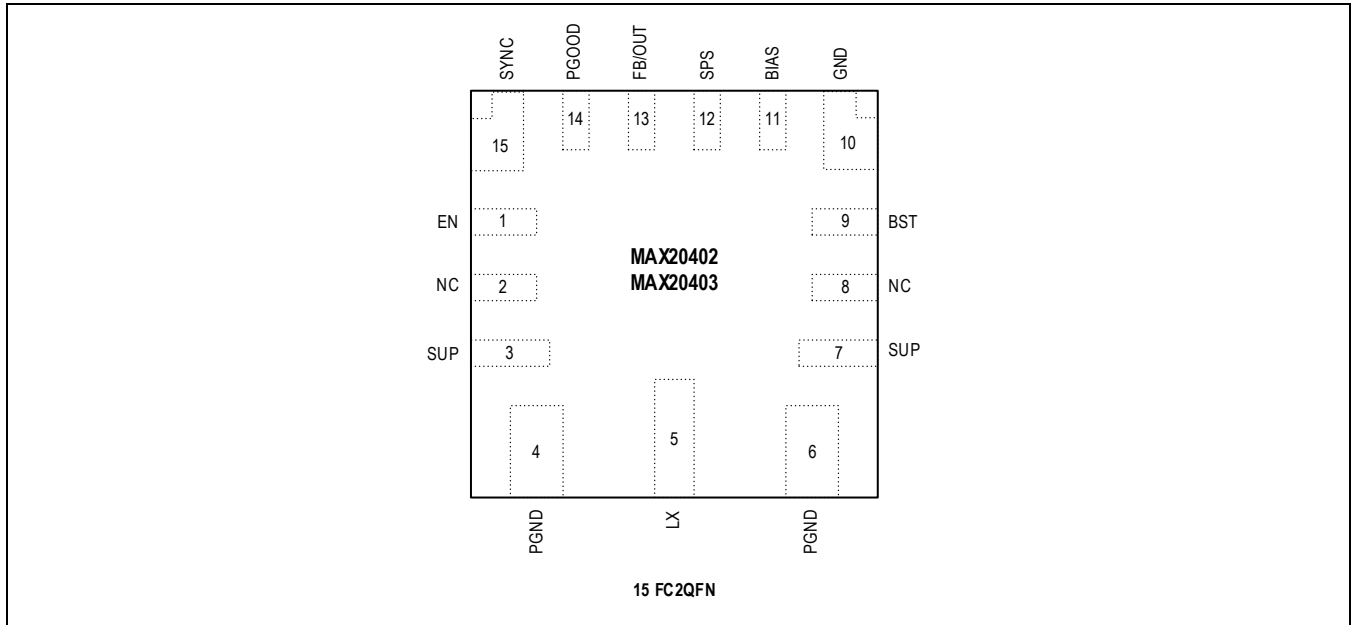 SYNC
PGOOD
FB/OUT
SPS
BIAS
GND
15
14
13
12
11
10
EN
1
9
BST
NC
2
MAX20402
MAX20403
8
NC
SUP
3
7
SUP
4
5
6
PGND
LX
PGND
15 FC2QFN